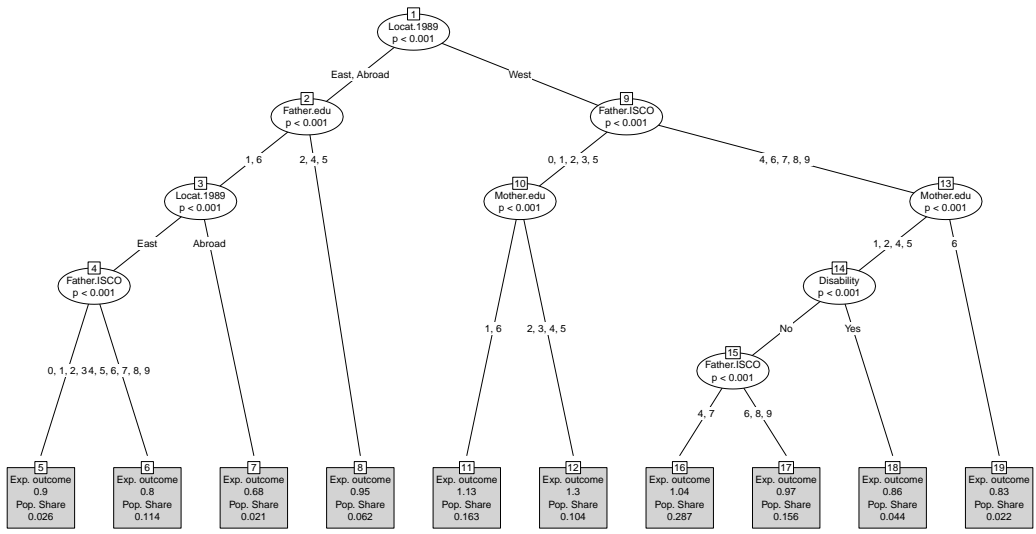 1
Locat.1989
p < 0.001
East, Abroad
West
2
Father.edu
p < 0.001
9
Father.ISCO
p < 0.001
1, 6
2, 4, 5
0, 1, 2, 3, 5
4, 6, 7, 8, 9
3
Locat.1989
p < 0.001
10
Mother.edu
p < 0.001
13
Mother.edu
p < 0.001
East
Abroad
1, 2, 4, 5
6
4
Father.ISCO
p < 0.001
14
Disability
p < 0.001
1, 6
2, 3, 4, 5
No
Yes
15
Father.ISCO
p < 0.001
0, 1, 2, 3
4, 5, 6, 7, 8, 9
4, 7
6, 8, 9
5
Exp. outcome
0.9
Pop. Share
0.026
6
Exp. outcome
0.8
Pop. Share
0.114
7
Exp. outcome
0.68
Pop. Share
0.021
8
Exp. outcome
0.95
Pop. Share
0.062
11
Exp. outcome
1.13
Pop. Share
0.163
12
Exp. outcome
1.3
Pop. Share
0.104
16
Exp. outcome
1.04
Pop. Share
0.287
17
Exp. outcome
0.97
Pop. Share
0.156
18
Exp. outcome
0.86
Pop. Share
0.044
19
Exp. outcome
0.83
Pop. Share
0.022